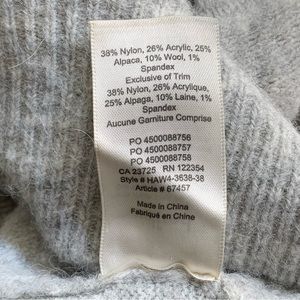 38% Nylon, 26% Acrylic, 25%
Alpaca, 10% Wool, 1%
Spandex
Exclusive of Trim
38% Nylon, 26% Acrylique,
25% Alpaga, 10% Laine, 1%
Spandex
Aucune Garniture Comprise
PO 4500088756
PO 4500088757
PO 4500088758
CA 23725 RN 122354
Style # HAW4-3538-38
Article # 67457
Made in China
Fabriqué en China